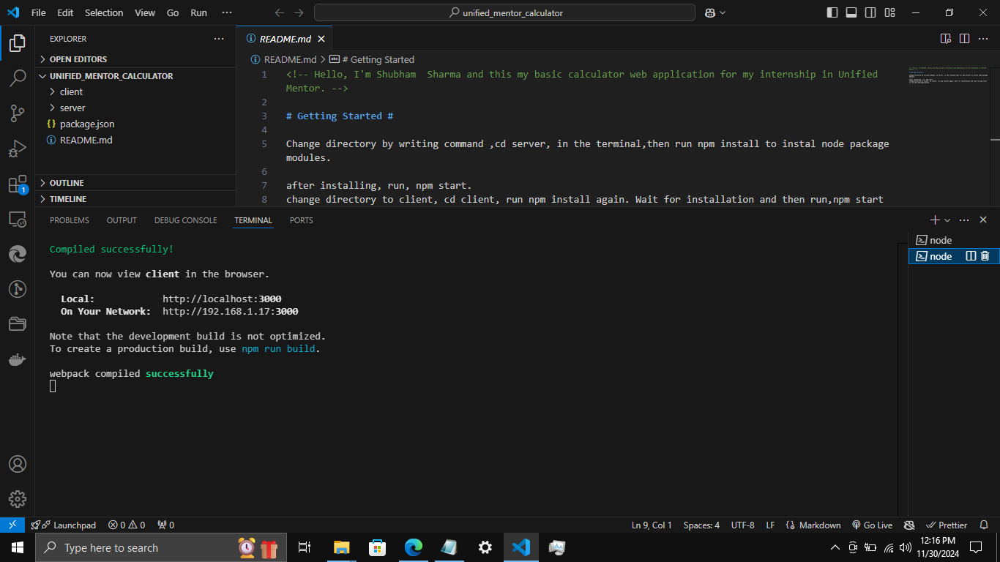 File Edit Selection View Go Run ···
unified_mentor_calculator
EXPLORER
OPEN EDITORS
UNIFIED_MENTOR_CALCULATOR
client
server
{} package.json
README.md
OUTLINE
TIMELINE
README.md
README.md > # Getting Started
1 <!-- Hello, I'm Shubham  Sharma and this my basic calculator web application for my internship in Unified
Mentor. -->
2
3 # Getting Started #
4
5 Change directory by writing command ,cd server, in the terminal,then run npm install to instal node package
modules.
6
7 after installing, run, npm start.
8 change directory to client, cd client, run npm install again. Wait for installation and then run,npm start
PROBLEMS OUTPUT DEBUG CONSOLE TERMINAL PORTS
Compiled successfully!
You can now view client in the browser.
Local: http://localhost:3000
On Your Network: http://192.168.1.17:3000
Note that the development build is not optimized.
To create a production build, use npm run build.
webpack compiled successfully
node
node
1
Launchpad 0 0 0
Ln 9, Col 1 Spaces: 4 UTF-8 LF {} Markdown Go Live Prettier
Type here to search
12:16 PM
11/30/2024